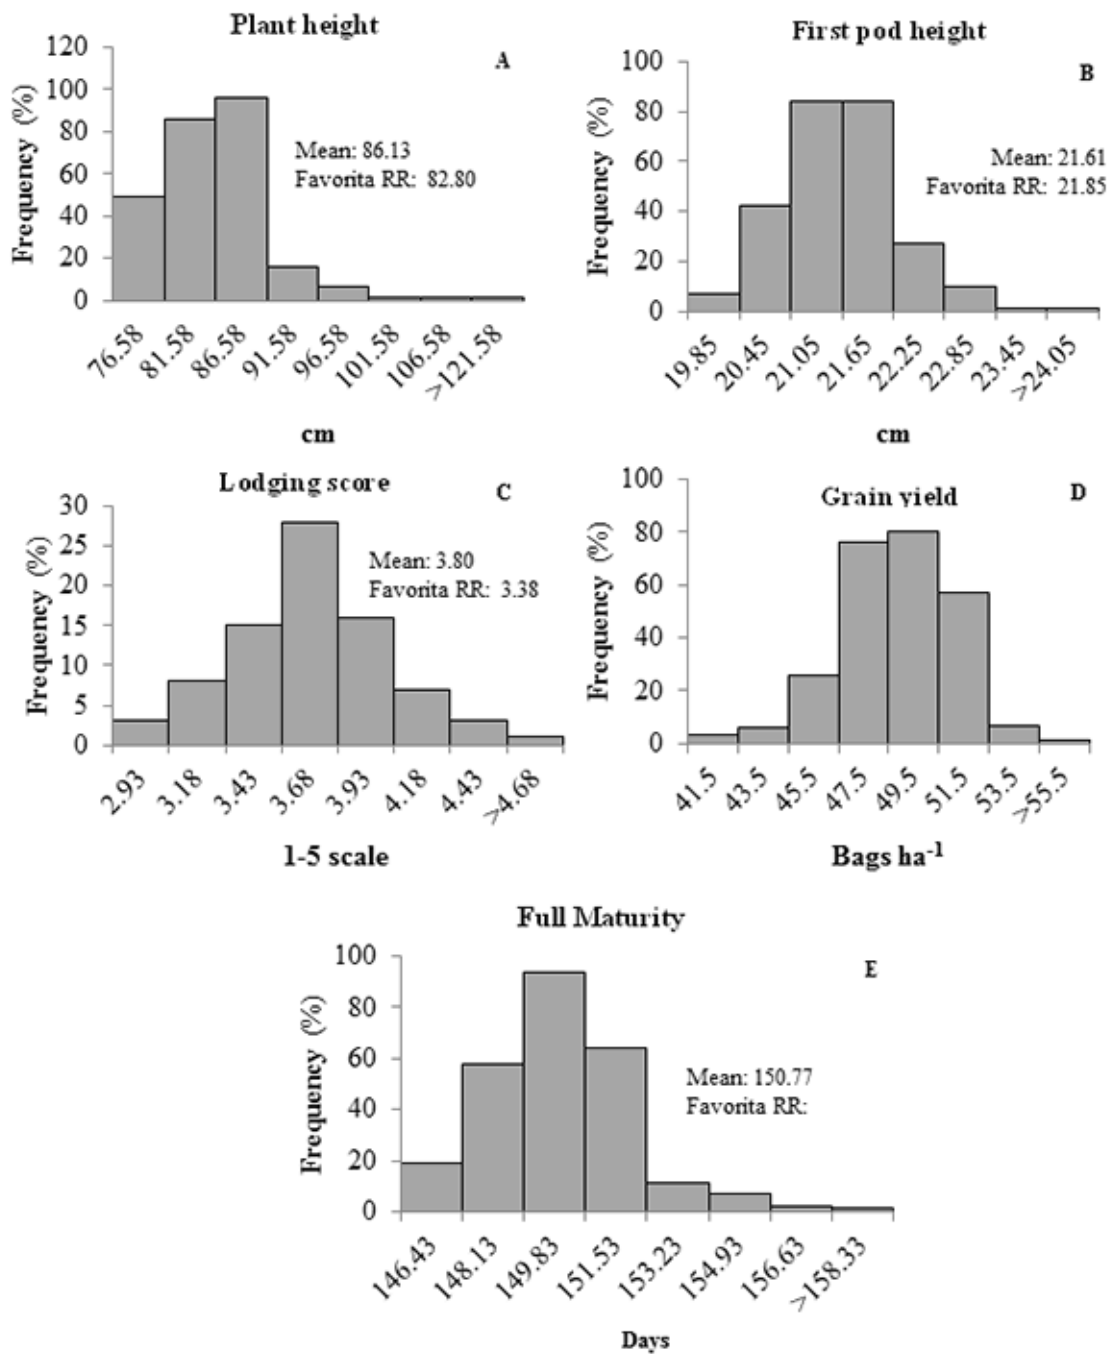 Plant height
A
120
100
80
60
40
20
0
Frequency (%)
Mean: 86.13
Favorita RR: 82.80
76.58
81.58
86.58
91.58
96.58
101.58
106.58
>121.58
cm
First pod height
B
100
80
60
40
20
0
Frequency (%)
Mean: 21.61
Favorita RR: 21.85
19.85
20.45
21.05
21.65
22.25
22.85
23.45
>24.05
cm
Lodging score
C
30
25
20
15
10
5
0
Frequency (%)
Mean: 3.80
Favorita RR: 3.38
2.93
3.18
3.43
3.68
3.93
4.18
4.43
>4.68
1-5 scale
Grain yield
D
100
80
60
40
20
0
Frequency (%)
41.5
43.5
45.5
47.5
49.5
51.5
53.5
>55.5
Bags ha-1
Full Maturity
E
100
80
60
40
20
0
Frequency (%)
Mean: 150.77
Favorita RR:
146.43
148.13
149.83
151.53
153.23
154.93
156.63
>158.33
Days